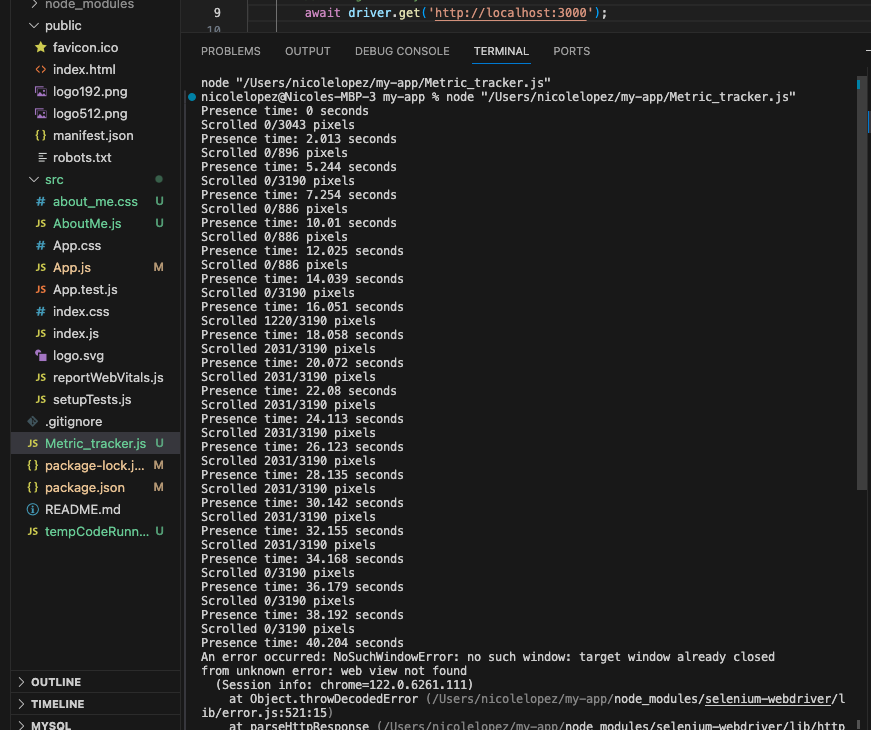 node_modules
public
favicon.ico
<> index.html
logo192.png
logo512.png
{} manifest.json
robots.txt
src
# about_me.css U
JS AboutMe.js U
# App.css
JS App.js M
JS App.test.js
# index.css
JS index.js
logo.svg
JS reportWebVitals.js
JS setupTests.js
.gitignore
JS Metric_tracker.js U
{} package-lock.j... M
{} package.json M
README.md
JS tempCodeRunn... U
OUTLINE
TIMELINE
MYSQL
9 await driver.get('http://localhost:3000');
10
PROBLEMS OUTPUT DEBUG CONSOLE TERMINAL PORTS
node "/Users/nicolelopez/my-app/Metric_tracker.js"
nicolelopez@Nicoles-MBP-3 my-app % node "/Users/nicolelopez/my-app/Metric_tracker.js"
Presence time: 0 seconds
Scrolled 0/3043 pixels
Presence time: 2.013 seconds
Scrolled 0/896 pixels
Presence time: 5.244 seconds
Scrolled 0/3190 pixels
Presence time: 7.254 seconds
Scrolled 0/886 pixels
Presence time: 10.01 seconds
Scrolled 0/886 pixels
Presence time: 12.025 seconds
Scrolled 0/886 pixels
Presence time: 14.039 seconds
Scrolled 0/3190 pixels
Presence time: 16.051 seconds
Scrolled 1220/3190 pixels
Presence time: 18.058 seconds
Scrolled 2031/3190 pixels
Presence time: 20.072 seconds
Scrolled 2031/3190 pixels
Presence time: 22.08 seconds
Scrolled 2031/3190 pixels
Presence time: 24.113 seconds
Scrolled 2031/3190 pixels
Presence time: 26.123 seconds
Scrolled 2031/3190 pixels
Presence time: 28.135 seconds
Scrolled 2031/3190 pixels
Presence time: 30.142 seconds
Scrolled 2031/3190 pixels
Presence time: 32.155 seconds
Scrolled 2031/3190 pixels
Presence time: 34.168 seconds
Scrolled 0/3190 pixels
Presence time: 36.179 seconds
Scrolled 0/3190 pixels
Presence time: 38.192 seconds
Scrolled 0/3190 pixels
Presence time: 40.204 seconds
An error occurred: NoSuchWindowError: no such window: target window already closed
from unknown error: web view not found
(Session info: chrome=122.0.6261.111)
at Object.throwDecodedError (/Users/nicolelopez/my-app/node_modules/selenium-webdriver/l
ib/error.js:521:15)
at parseHttpResponse (/Users/nicolelopez/my-app/node_modules/selenium-webdriver/lib/http